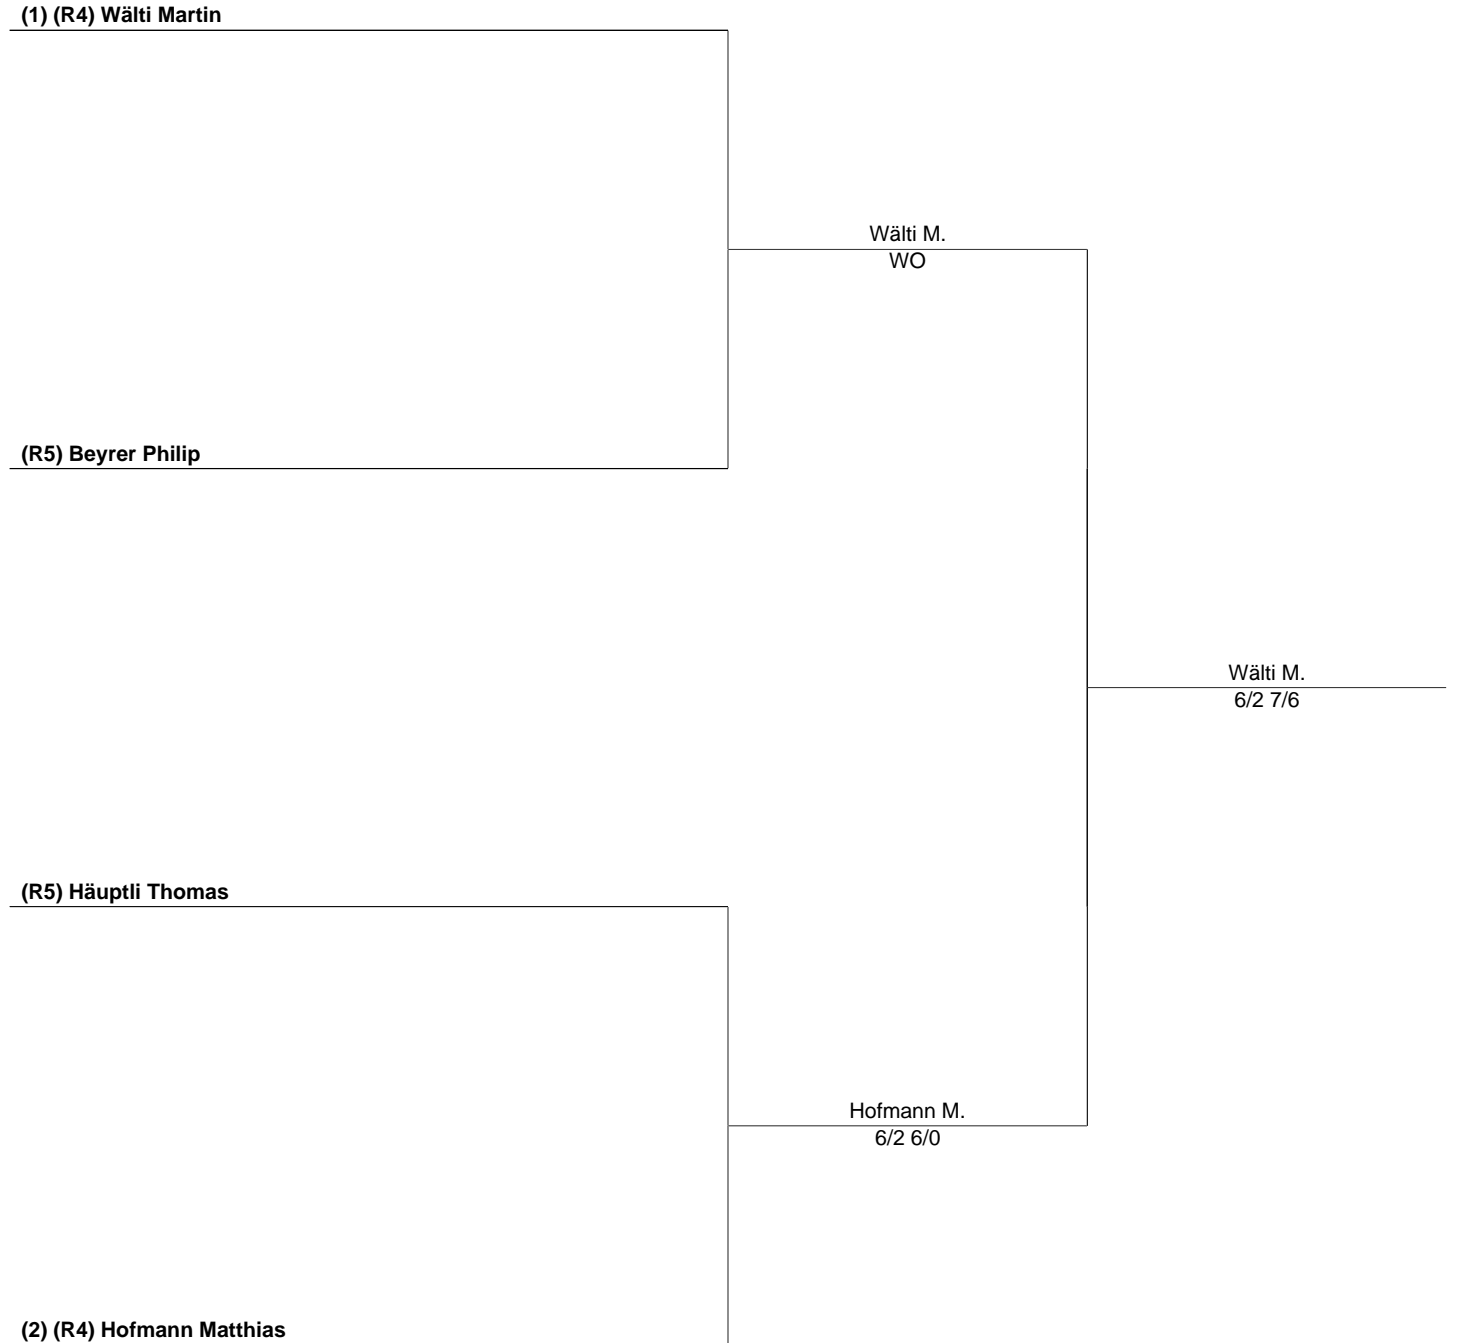 (1) (R4) Wälti Martin
Wälti M.
WO
(R5) Beyrer Philip
Wälti M.
6/2 7/6
(R5) Häuptli Thomas
Hofmann M.
6/2 6/0
(2) (R4) Hofmann Matthias